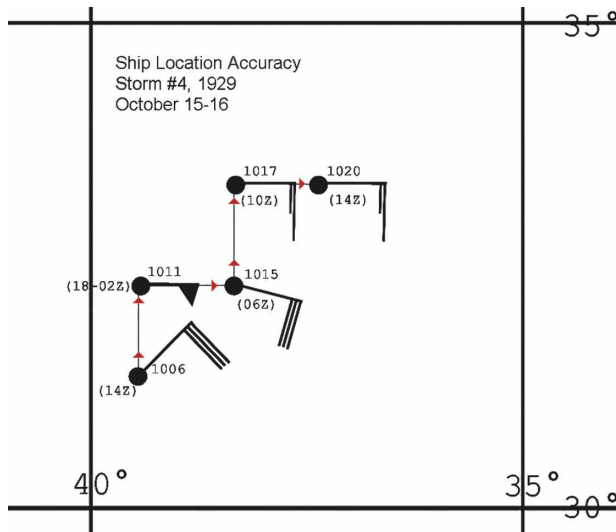 35°
Ship Location Accuracy
Storm #4, 1929
October 15-16
1017
1020
(10Z)
(14Z)
1011
1015
(18-02Z)
(06Z)
1006
(14Z)
40°
35°
30°